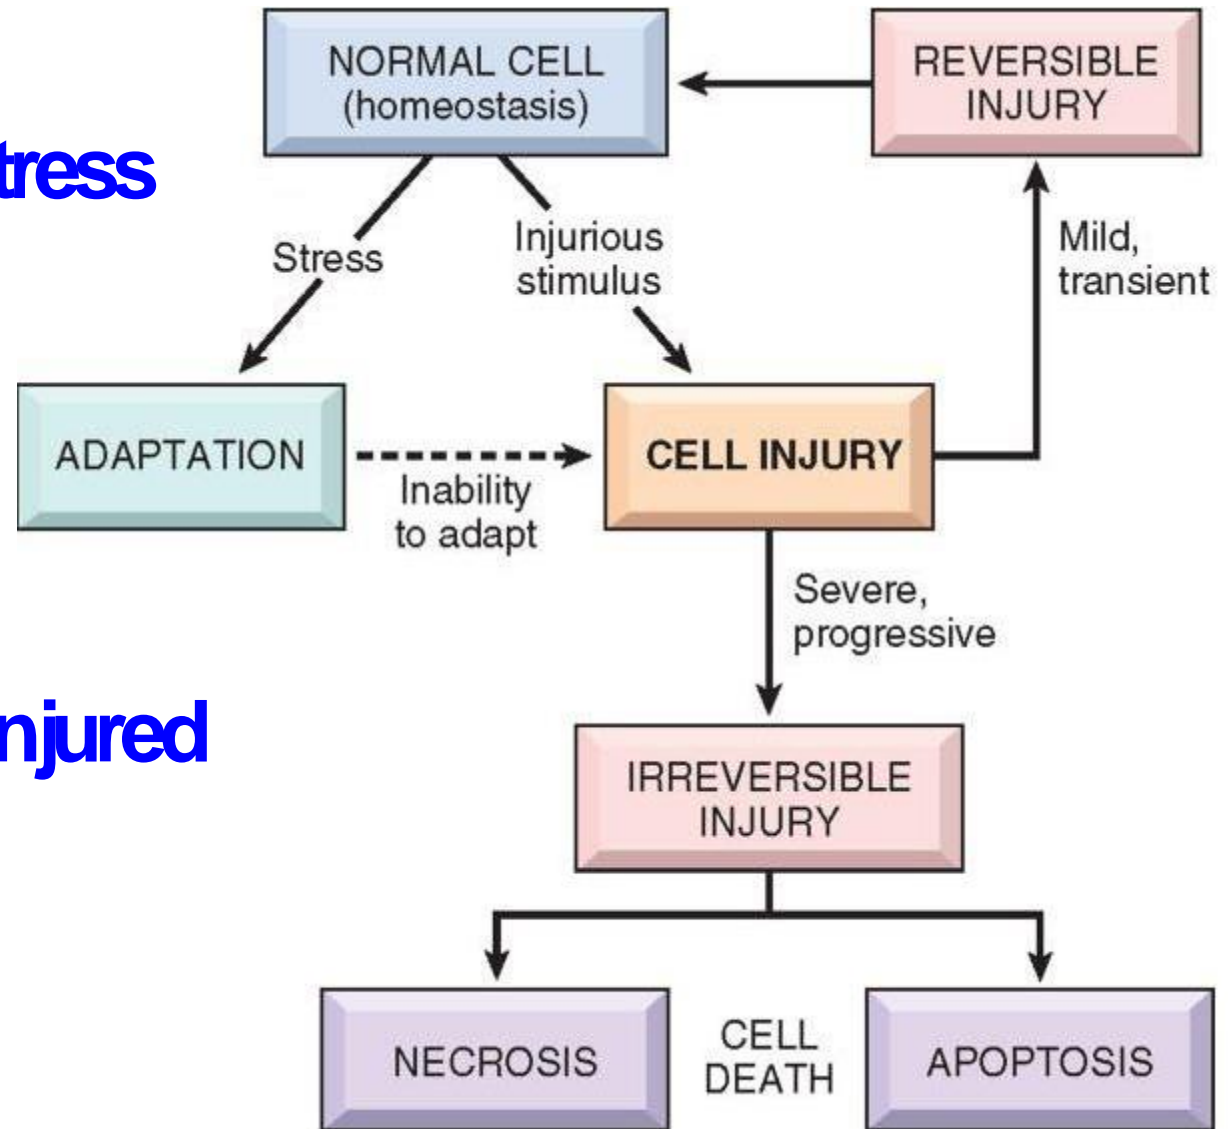 NORMAL CELL
(homeostasis)
REVERSIBLE
INJURY
tress
Stress
Injurious
stimulus
Mild,
transient
ADAPTATION
Inability
to adapt
CELL INJURY
Severe,
progressive
njured
IRREVERSIBLE
INJURY
NECROSIS
CELL
DEATH
APOPTOSIS